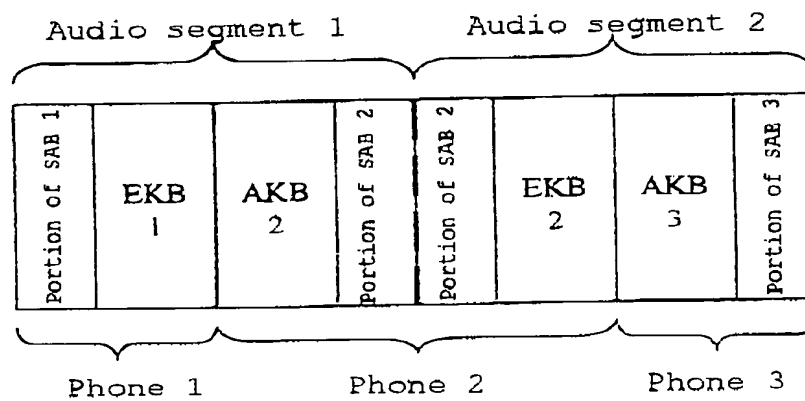 Audio segment 1
Audio segment 2
Portion of SAB 1
EKB
1
AKB
2
Portion of SAB 2
Portion of SAB 2
EKB
2
AKB
3
Portion of SAB 3
Phone 1
Phone 2
Phone 3